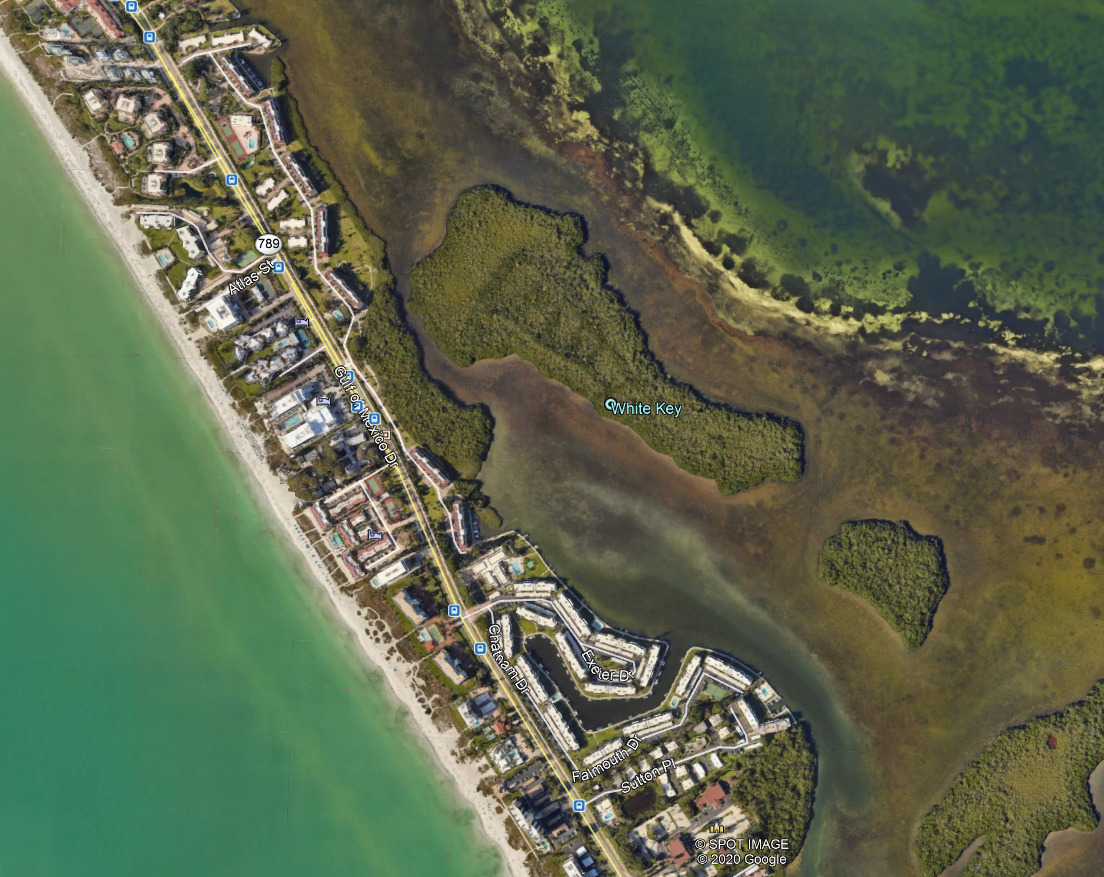 789
Atlas St
White Key
Gulf of Mexico Dr
Chatham Dr
Exeter Dr
Falmouth Dr
Sutton Pl
© SPOT IMAGE
© 2020 Google